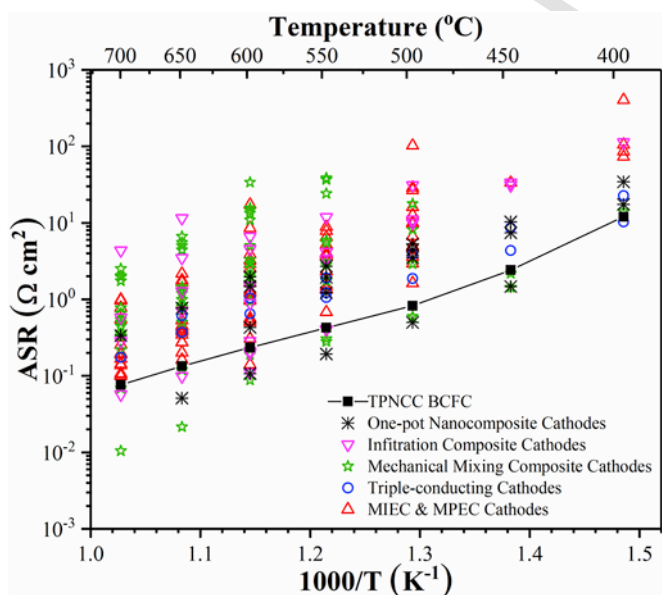 Temperature (°C)
700 650 600 550 500 450 400
10³
10²
10¹
10⁰
10⁻¹
10⁻²
10⁻³
ASR (Ω cm²)
TPNCC BCFC
One-pot Nanocomposite Cathodes
Infitration Composite Cathodes
Mechanical Mixing Composite Cathodes
Triple-conducting Cathodes
MIEC & MPEC Cathodes
1.0 1.1 1.2 1.3 1.4 1.5
1000/T (K⁻¹)